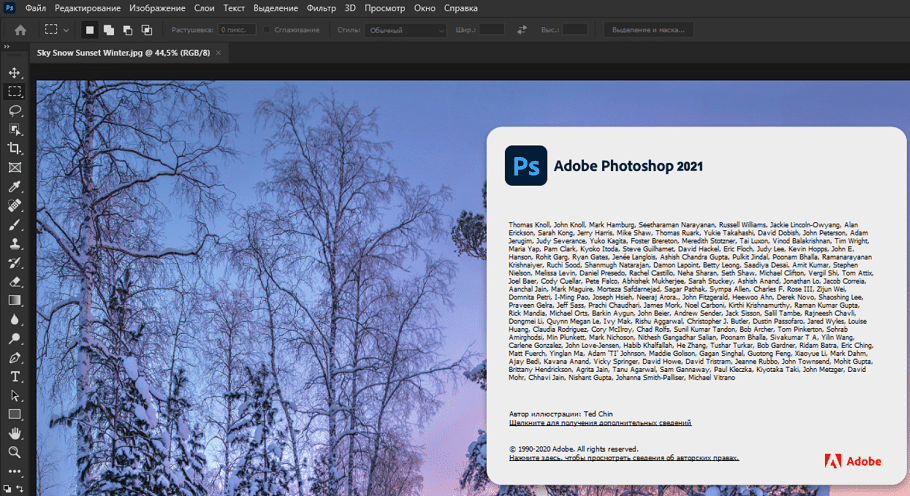 Ps Файл Редактирование Изображение Слои Текст Выделение Фильтр 3D Просмотр Окно Справка
Растушевка: 0 пикс. Сглаживание Стиль: Обычный Шир.: Выс.: Выделение и маска...
Sky Snow Sunset Winter.jpg @ 44,5% (RGB/8) ×
Ps Adobe Photoshop 2021
Thomas Knoll, John Knoll, Mark Hamburg, Seetharaman Narayanan, Russell Williams, Jackie Lincoln-Owyang, Alan
Erickson, Sarah Kong, Jerry Harris, Mike Shaw, Thomas Ruark, Yukie Takahashi, David Dobish, John Peterson, Adam
Jerugim, Judy Severance, Yuko Kagita, Foster Brereton, Meredith Stotzner, Tai Luxon, Vinod Balakrishnan, Tim Wright,
Maria Yap, Pam Clark, Kyoko Itoda, Steve Guilhamet, David Hackel, Eric Floch, Judy Lee, Kevin Hopps, John E.
Hanson, Rohit Garg, Ryan Gates, Jenée Langlois, Ashish Chandra Gupta, Pulkit Jindal, Poonam Bhalla, Ramanarayanan
Krishnaiyer, Ruchi Sood, Shanmugh Natarajan, Damon Lapoint, Betty Leong, Saadiya Desai, Amit Kumar, Stephen
Nielson, Melissa Levin, Daniel Presedo, Rachel Castillo, Neha Sharan, Seth Shaw, Michael Clifton, Vergil Shi, Tom Attix,
Joel Baer, Cody Cuellar, Pete Falco, Abhishek Mukherjee, Sarah Stuckey, Ashish Anand, Jonathan Lo, Jacob Correia,
Aanchal Jain, Mark Maguire, Morteza Safdarnejad, Sagar Pathak, Sympa Allen, Charles F. Rose III, Zijun Wei,
Domnita Petri, I-Ming Pao, Joseph Hsieh, Neeraj Arora., John Fitzgerald, Heewoo Ahn, Derek Novo, Shaoshing Lee,
Praveen Gelra, Jeff Sass, Prachi Chaudhari, James Mork, Noel Carboni, Kirthi Krishnamurthy, Raman Kumar Gupta,
Rick Mandia, Michael Orts, Barkin Aygun, John Beier, Andrew Sender, Jack Sisson, Salil Tambe, Rajneesh Chavli,
Dongmei Li, Quynn Megan Le, Ivy Mak, Rishu Aggarwal, Christopher J. Butler, Dustin Passofaro, Jared Wyles, Louise
Huang, Claudia Rodriguez, Cory McIlroy, Chad Rolfs, Sunil Kumar Tandon, Bob Archer, Tom Pinkerton, Sohrab
Amirghodsi, Min Plunkett, Mark Nichoson, Nithesh Gangadhar Salian, Poonam Bhalla, Sivakumar T A, Yilin Wang,
Carlene Gonzalez, John Love-Jensen, Habib Khalfallah, He Zhang, Tushar Turkar, Bob Gardner, Ridam Batra, Eric Ching,
Matt Fuerch, Yinglan Ma, Adam 'TJ' Johnson, Maddie Golison, Gagan Singhal, Guotong Feng, Xiaoyue Li, Mark Dahm,
Ajay Bedi, Kavana Anand, Vicky Springer, David Howe, David Tristram, Jeanne Rubbo, John Townsend, Mohit Gupta,
Brittany Hendrickson, Agrita Jain, Tanu Agarwal, Sam Gannaway, Paul Kleczka, Kiyotaka Taki, John Metzger, David
Mohr, Chhavi Jain, Nishant Gupta, Johanna Smith-Palliser, Michael Vitrano
Автор иллюстрации: Ted Chin
Щелкните для получения дополнительных сведений
© 1990-2020 Adobe. All rights reserved.
Нажмите здесь, чтобы просмотреть сведения об авторских правах.
Adobe